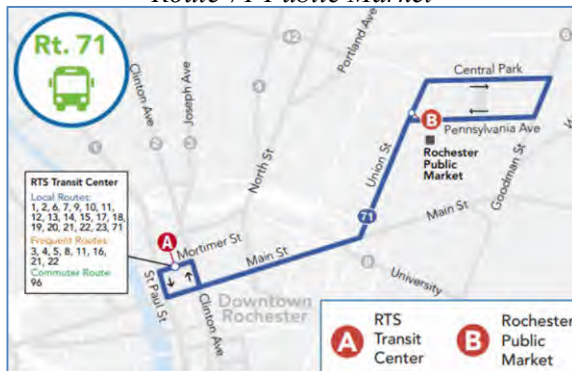 Route 71 Public Market
Rt. 71
Clinton Ave
Joseph Ave
12
Portland Ave
Central Park
B
Pennsylvania Ave
Rochester
Public
Market
Union St
North St
Goodman St
RTS Transit Center
Local Routes:
1, 2, 6, 7, 9, 10, 11,
12, 13, 14, 15, 17, 18,
19, 20, 21, 22, 23, 71
Frequent Routes:
3, 4, 5, 8, 11, 16,
21, 22
Commuter Route:
96
71
Main St
A
Mortimer St
Main St
St Paul St
Clinton Ave
University
Downtown
Rochester
A
RTS
Transit
Center
B
Rochester
Public
Market